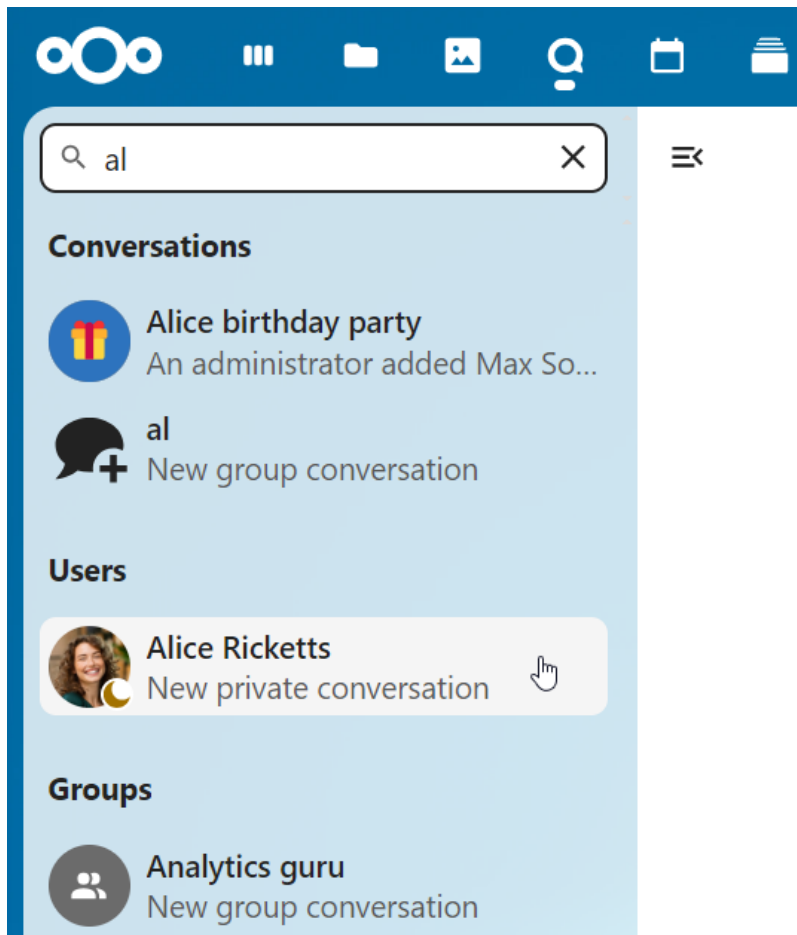 al
Conversations
Alice birthday party
An administrator added Max So...
al
New group conversation
Users
Alice Ricketts
New private conversation
Groups
Analytics guru
New group conversation